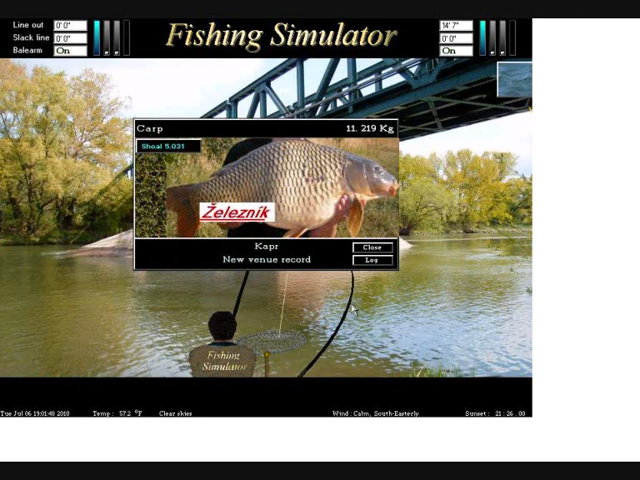 Line out 0' 0"
Slack line 0' 0"
Balearm On
Fishing Simulator
14' 7"
0' 0"
On
Carp 11. 219 Kg
Shoal 5.031
Železník
Kapr
Close
New venue record
Log
Fishing
Simulator
Tue Jul 06 19:01:48 2010 Temp : 57.2 °F Clear skies Wind : Calm, South-Easterly Sunset : 21 : 26 . 00